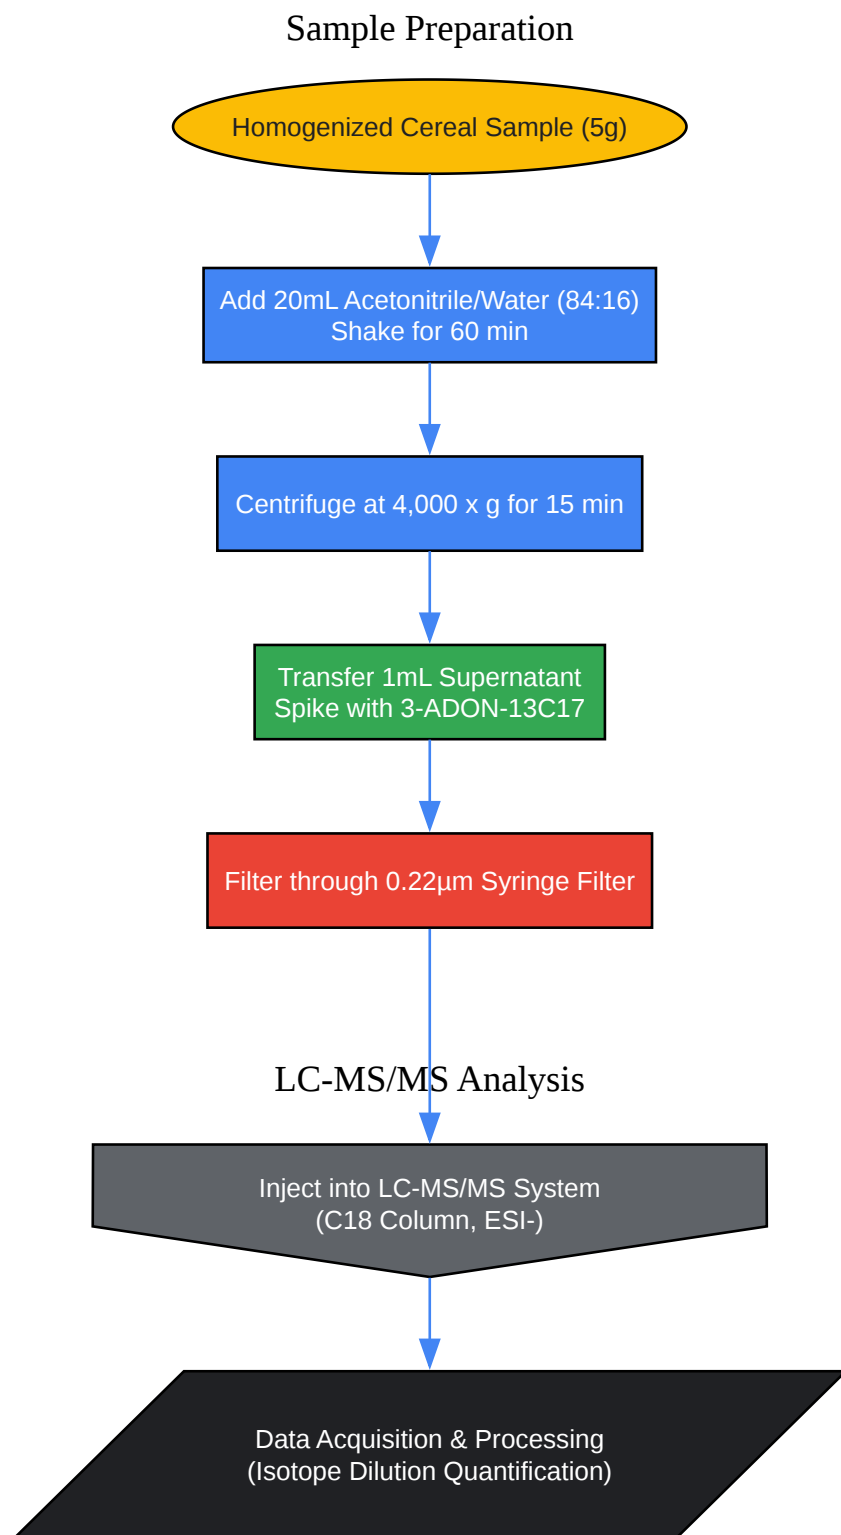 Sample Preparation
Homogenized Cereal Sample (5g)
Add 20mL Acetonitrile/Water (84:16)
Shake for 60 min
Centrifuge at 4,000 x g for 15 min
Transfer 1mL Supernatant
Spike with 3-ADON-13C17
Filter through 0.22µm Syringe Filter
LC-MS/MS Analysis
Inject into LC-MS/MS System
(C18 Column, ESI-)
Data Acquisition & Processing
(Isotope Dilution Quantification)